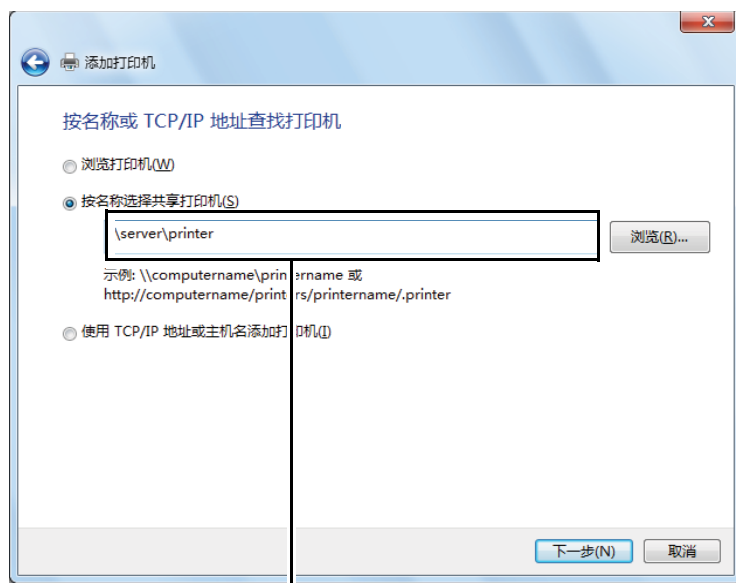 添加打印机
按名称或 TCP/IP 地址查找打印机
浏览打印机(W)
按名称选择共享打印机(S)
\server\printer
浏览(R)...
示例: \\computername\printername 或
http://computername/printers/printername/.printer
使用 TCP/IP 地址或主机名添加打印机(I)
下一步(N)
取消